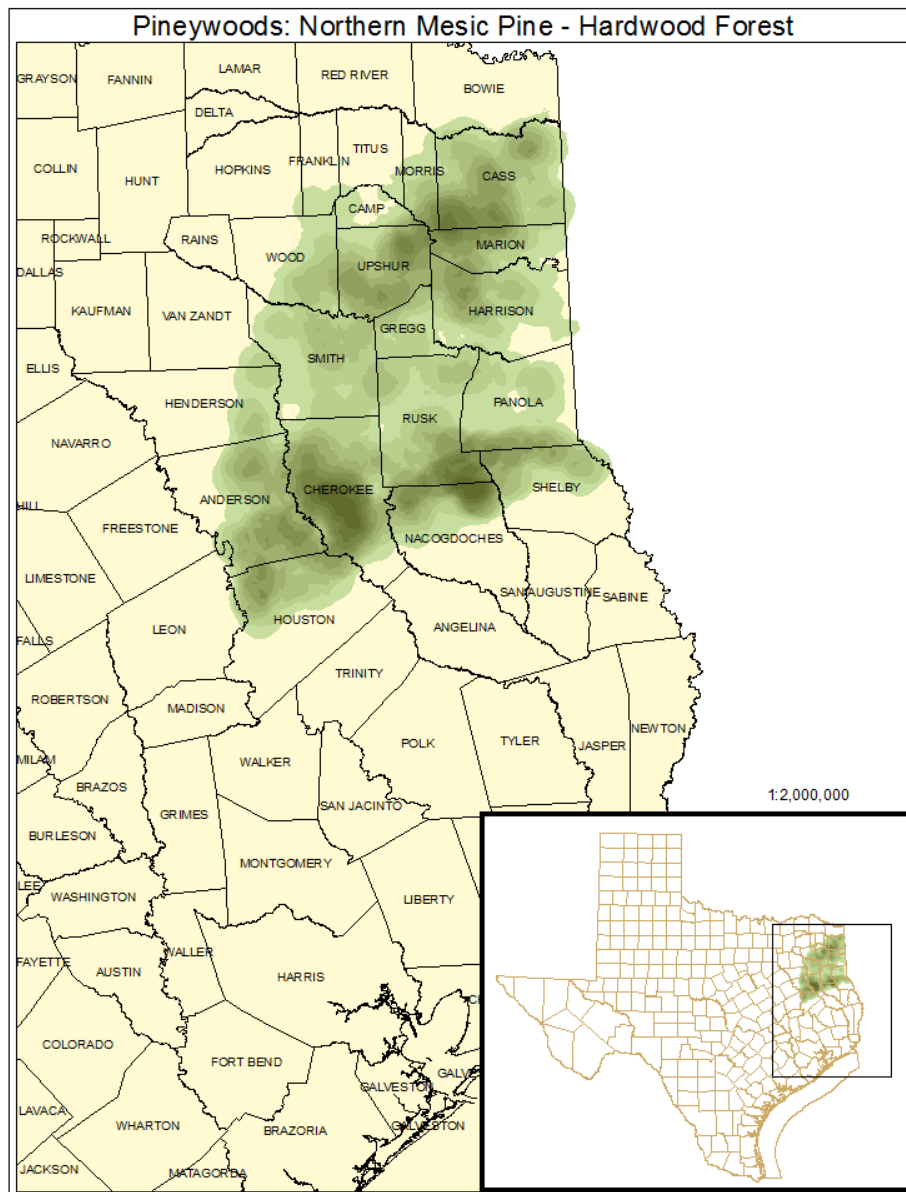 Pineywoods: Northern Mesic Pine - Hardwood Forest
GRAYSON
FANNIN
LAMAR
RED RIVER
BOWIE
DELTA
COLLIN
HUNT
HOPKINS
FRANKLIN
TITUS
MORRIS
CASS
CAMP
ROCKWALL
RAINS
WOOD
UPSHUR
MARION
DALLAS
KAUFMAN
VAN ZANDT
HARRISON
GREGG
SMITH
ELLIS
HENDERSON
RUSK
PANOLA
NAVARRO
HILL
ANDERSON
CHEROKEE
SHELBY
FREESTONE
NACOGDOCHES
LIMESTONE
SAN AUGUSTINE
SABINE
HOUSTON
ANGELINA
FALLS
LEON
TRINITY
ROBERTSON
MADISON
POLK
TYLER
JASPER
NEWTON
MILAM
WALKER
BRAZOS
GRIMES
SAN JACINTO
1:2,000,000
BURLESON
MONTGOMERY
LEE
WASHINGTON
LIBERTY
FAYETTE
AUSTIN
WALLER
HARRIS
COLORADO
FORT BEND
GALVESTON
GALVE
LAVACA
WHARTON
BRAZORIA
GALVESTON
JACKSON
MATAGORDA